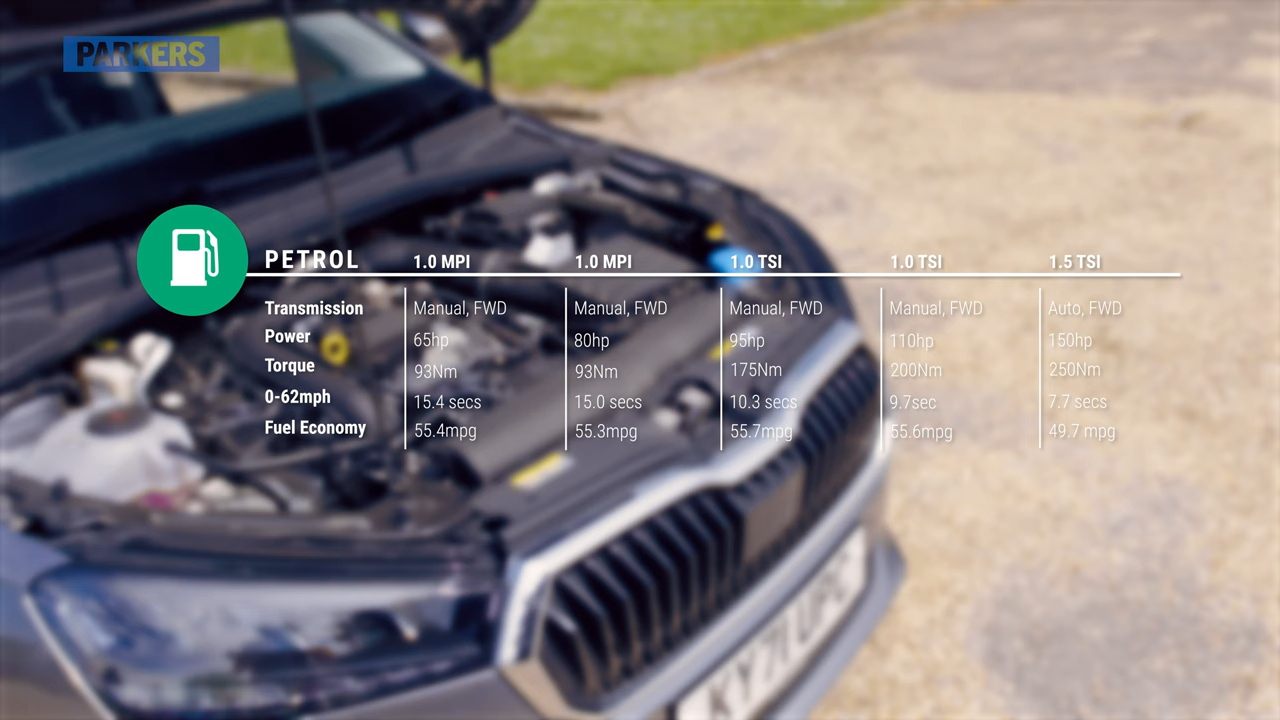 PARKERS
PETROL 1.0 MPI 1.0 MPI 1.0 TSI 1.0 TSI 1.5 TSI
Transmission Manual, FWD Manual, FWD Manual, FWD Manual, FWD Auto, FWD
Power 65hp 80hp 95hp 110hp 150hp
Torque 93Nm 93Nm 175Nm 200Nm 250Nm
0-62mph 15.4 secs 15.0 secs 10.3 secs 9.7sec 7.7 secs
Fuel Economy 55.4mpg 55.3mpg 55.7mpg 55.6mpg 49.7 mpg